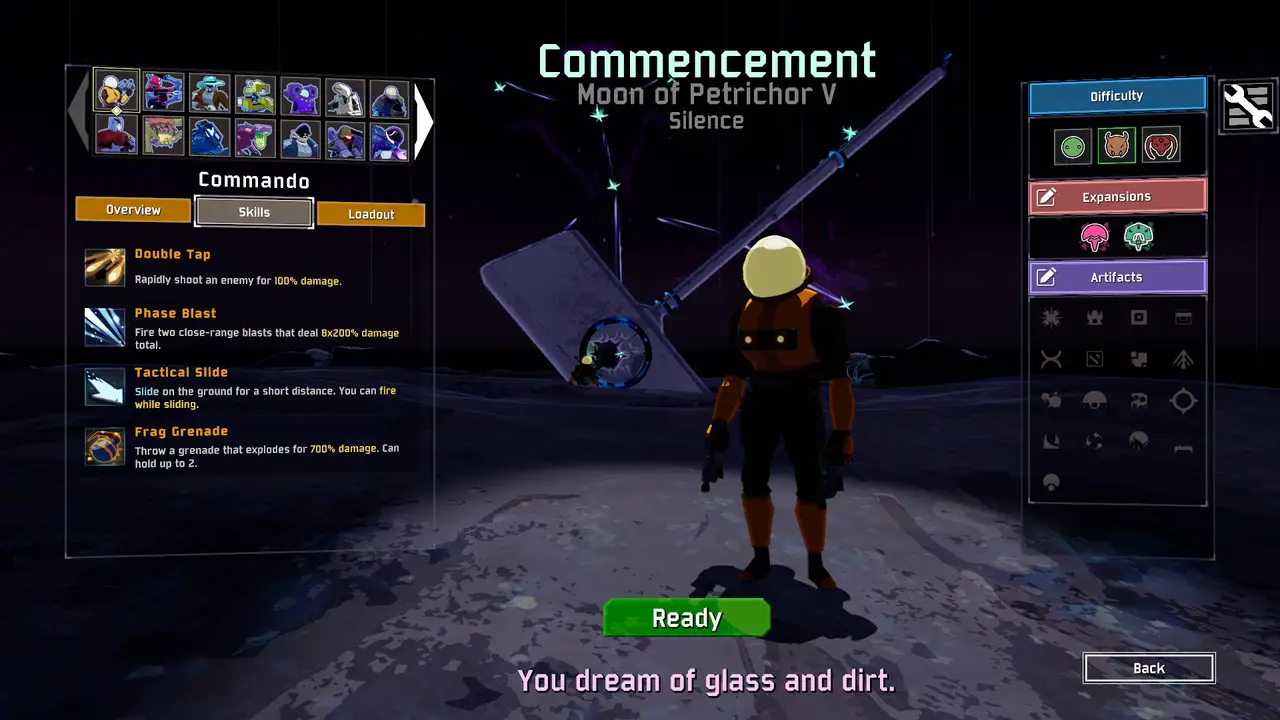 Commencement
Moon of Petrichor V
Silence
Commando
Overview
Skills
Loadout
Double Tap
Rapidly shoot an enemy for 100% damage.
Phase Blast
Fire two close-range blasts that deal 8x200% damage
total.
Tactical Slide
Slide on the ground for a short distance. You can fire
while sliding.
Frag Grenade
Throw a grenade that explodes for 700% damage. Can
hold up to 2.
Difficulty
Expansions
Artifacts
Ready
You dream of glass and dirt.
Back